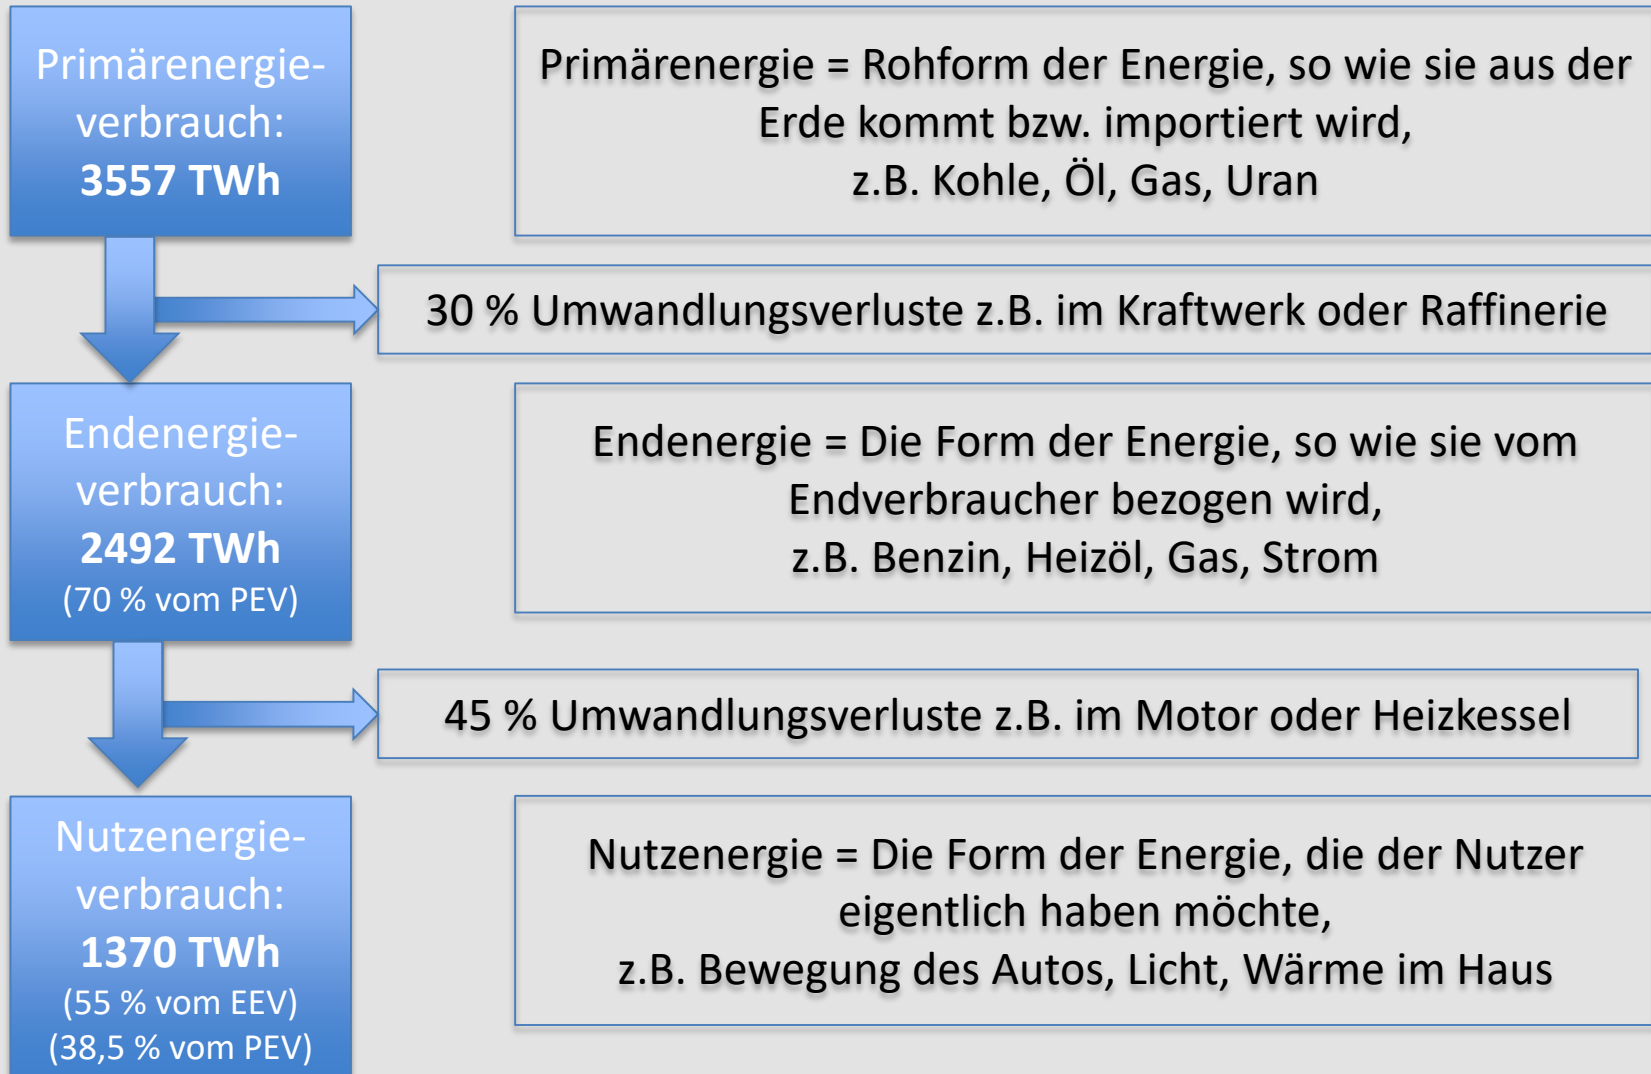 Primärenergie-
verbrauch:
3557 TWh
Primärenergie = Rohform der Energie, so wie sie aus der
Erde kommt bzw. importiert wird,
z.B. Kohle, Öl, Gas, Uran
30 % Umwandlungsverluste z.B. im Kraftwerk oder Raffinerie
Endenergie-
verbrauch:
2492 TWh
(70 % vom PEV)
Endenergie = Die Form der Energie, so wie sie vom
Endverbraucher bezogen wird,
z.B. Benzin, Heizöl, Gas, Strom
45 % Umwandlungsverluste z.B. im Motor oder Heizkessel
Nutzenergie-
verbrauch:
1370 TWh
(55 % vom EEV)
(38,5 % vom PEV)
Nutzenergie = Die Form der Energie, die der Nutzer
eigentlich haben möchte,
z.B. Bewegung des Autos, Licht, Wärme im Haus